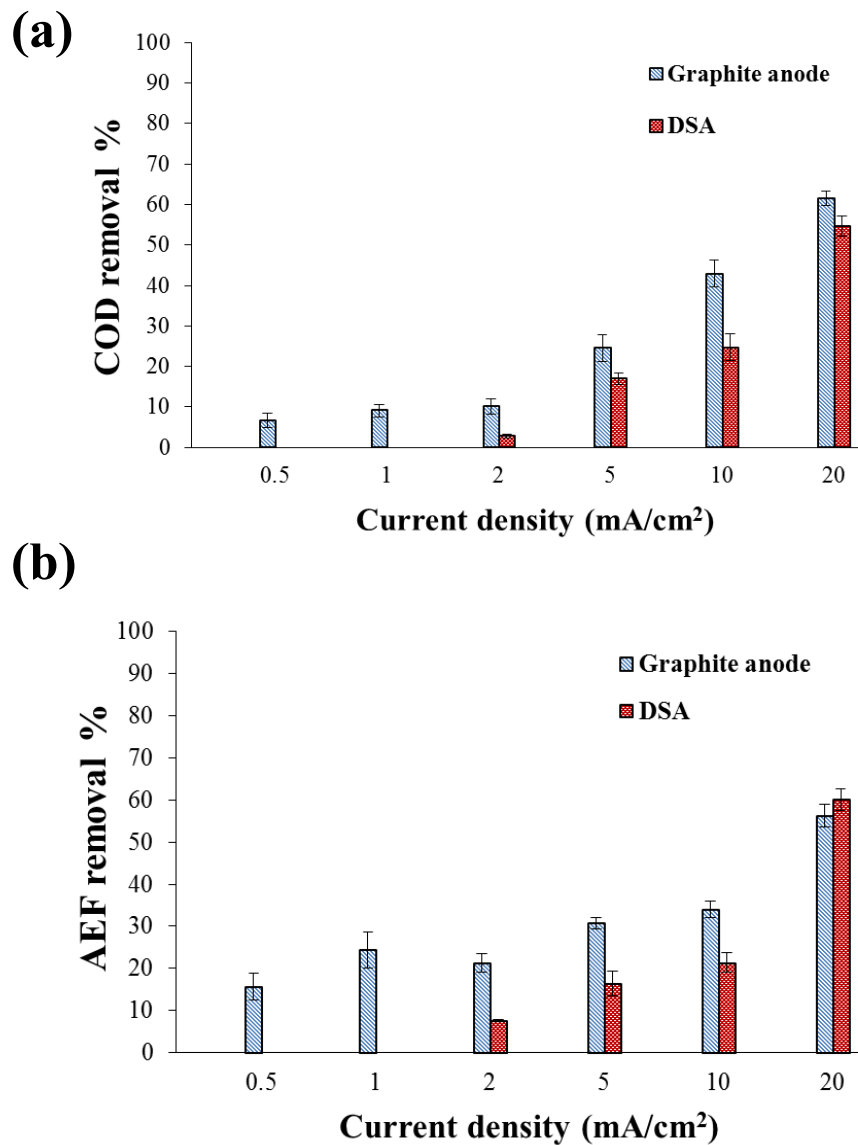 (a)
100
90
80
70
60
50
40
30
20
10
0
COD removal %
Graphite anode
DSA
0.5 1 2 5 10 20
Current density (mA/cm²)
(b)
100
90
80
70
60
50
40
30
20
10
0
AEF removal %
Graphite anode
DSA
0.5 1 2 5 10 20
Current density (mA/cm²)